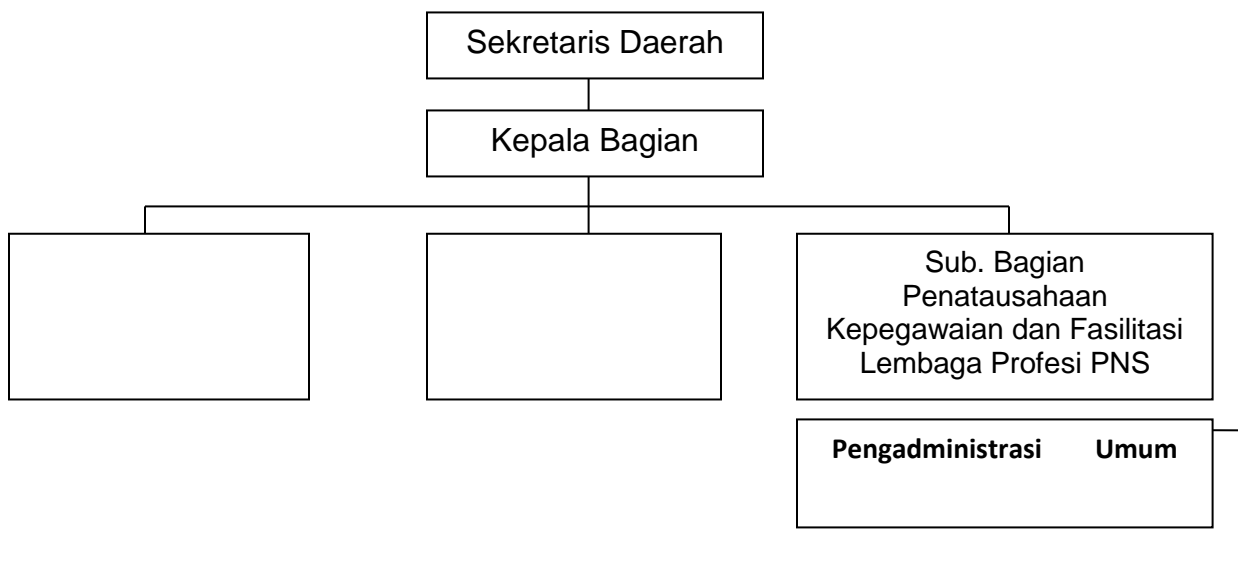 Sekretaris Daerah
Kepala Bagian
Sub. Bagian
Penatausahaan
Kepegawaian dan Fasilitasi
Lembaga Profesi PNS
Pengadministrasi Umum